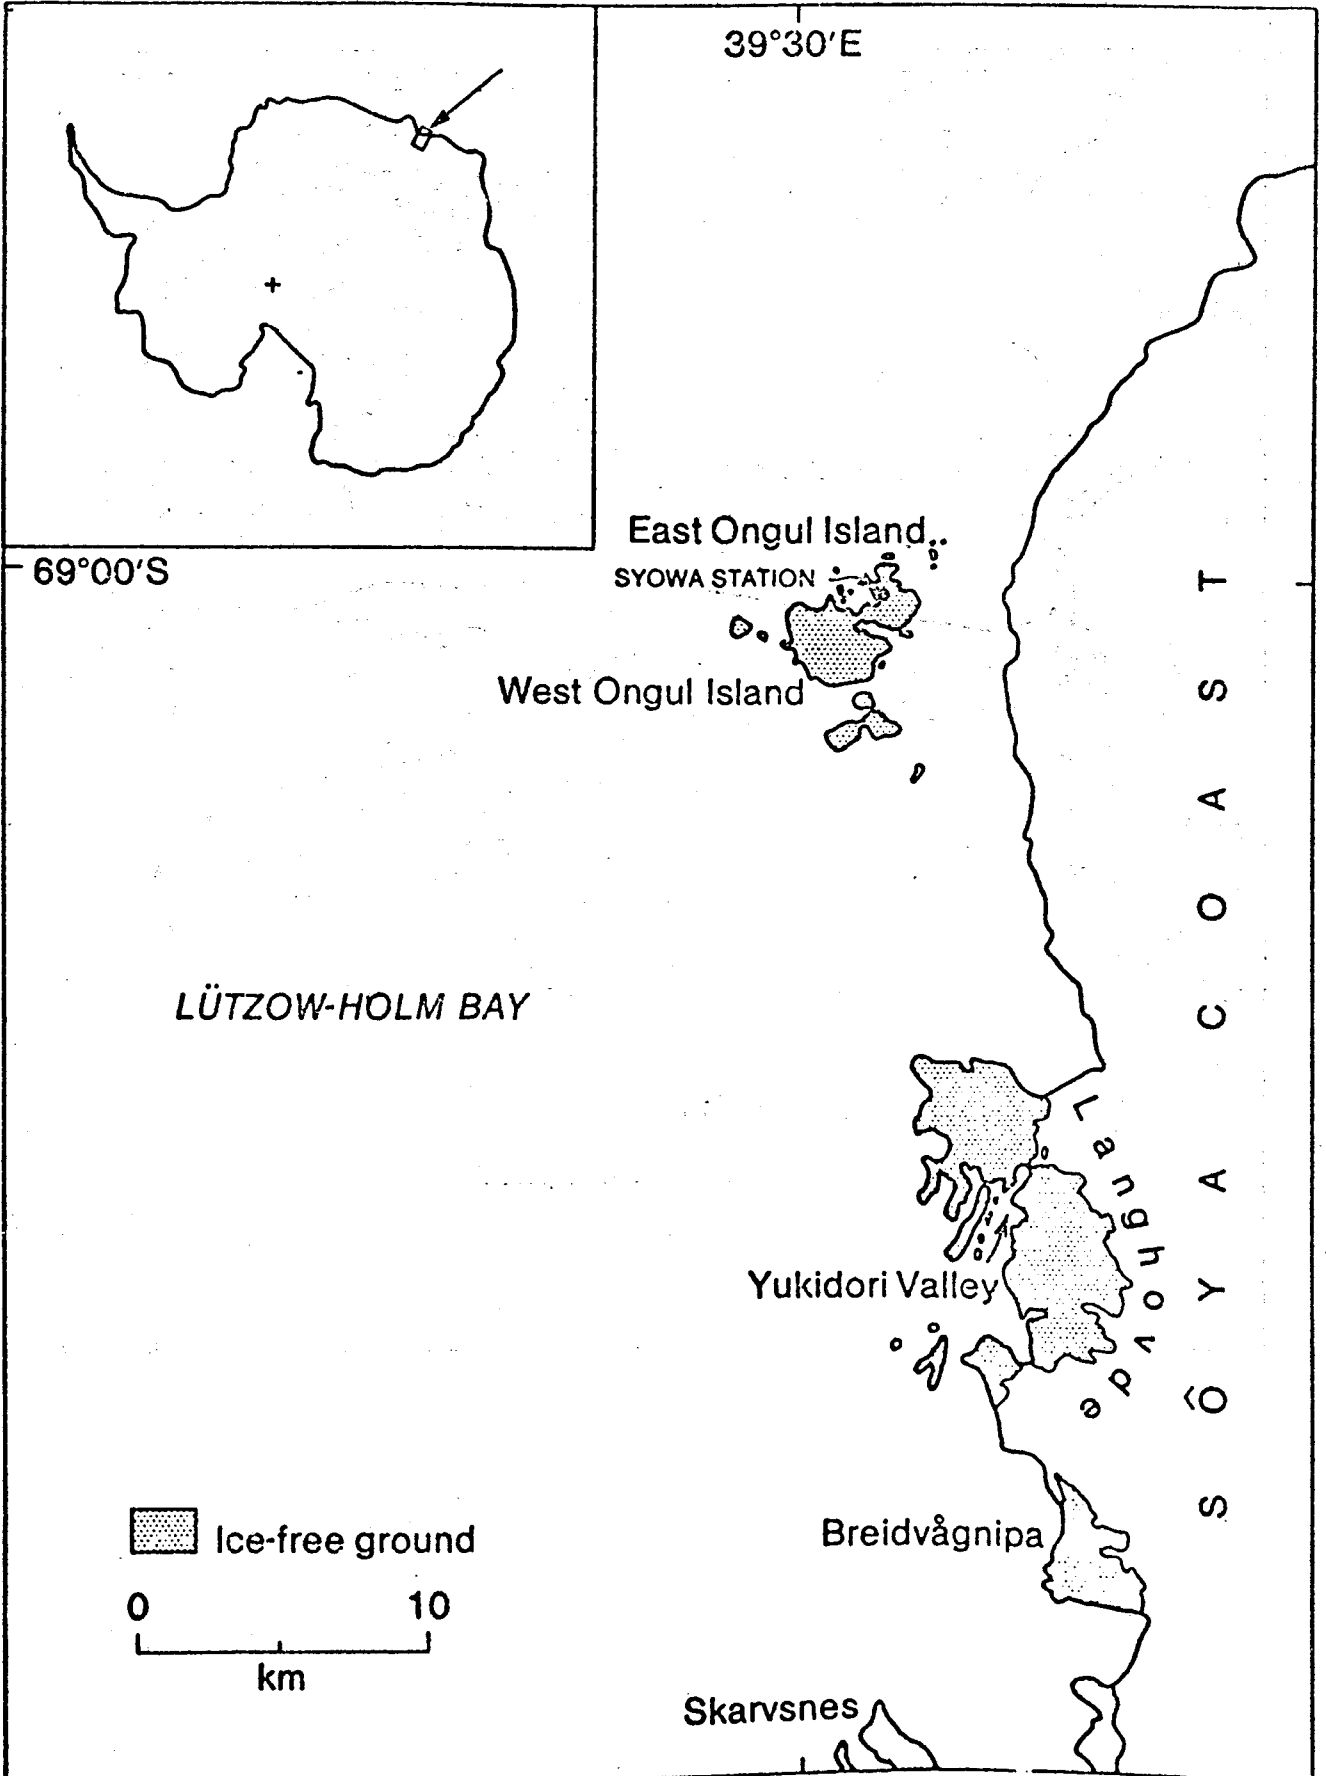 39°30′E
East Ongul Island
69°00′S
SYOWA STATION
West Ongul Island
LÜTZOW-HOLM BAY
SÔYA COAST
Langhovde
Yukidori Valley
Breidvågnipa
Ice-free ground
0 10
km
Skarvsnes